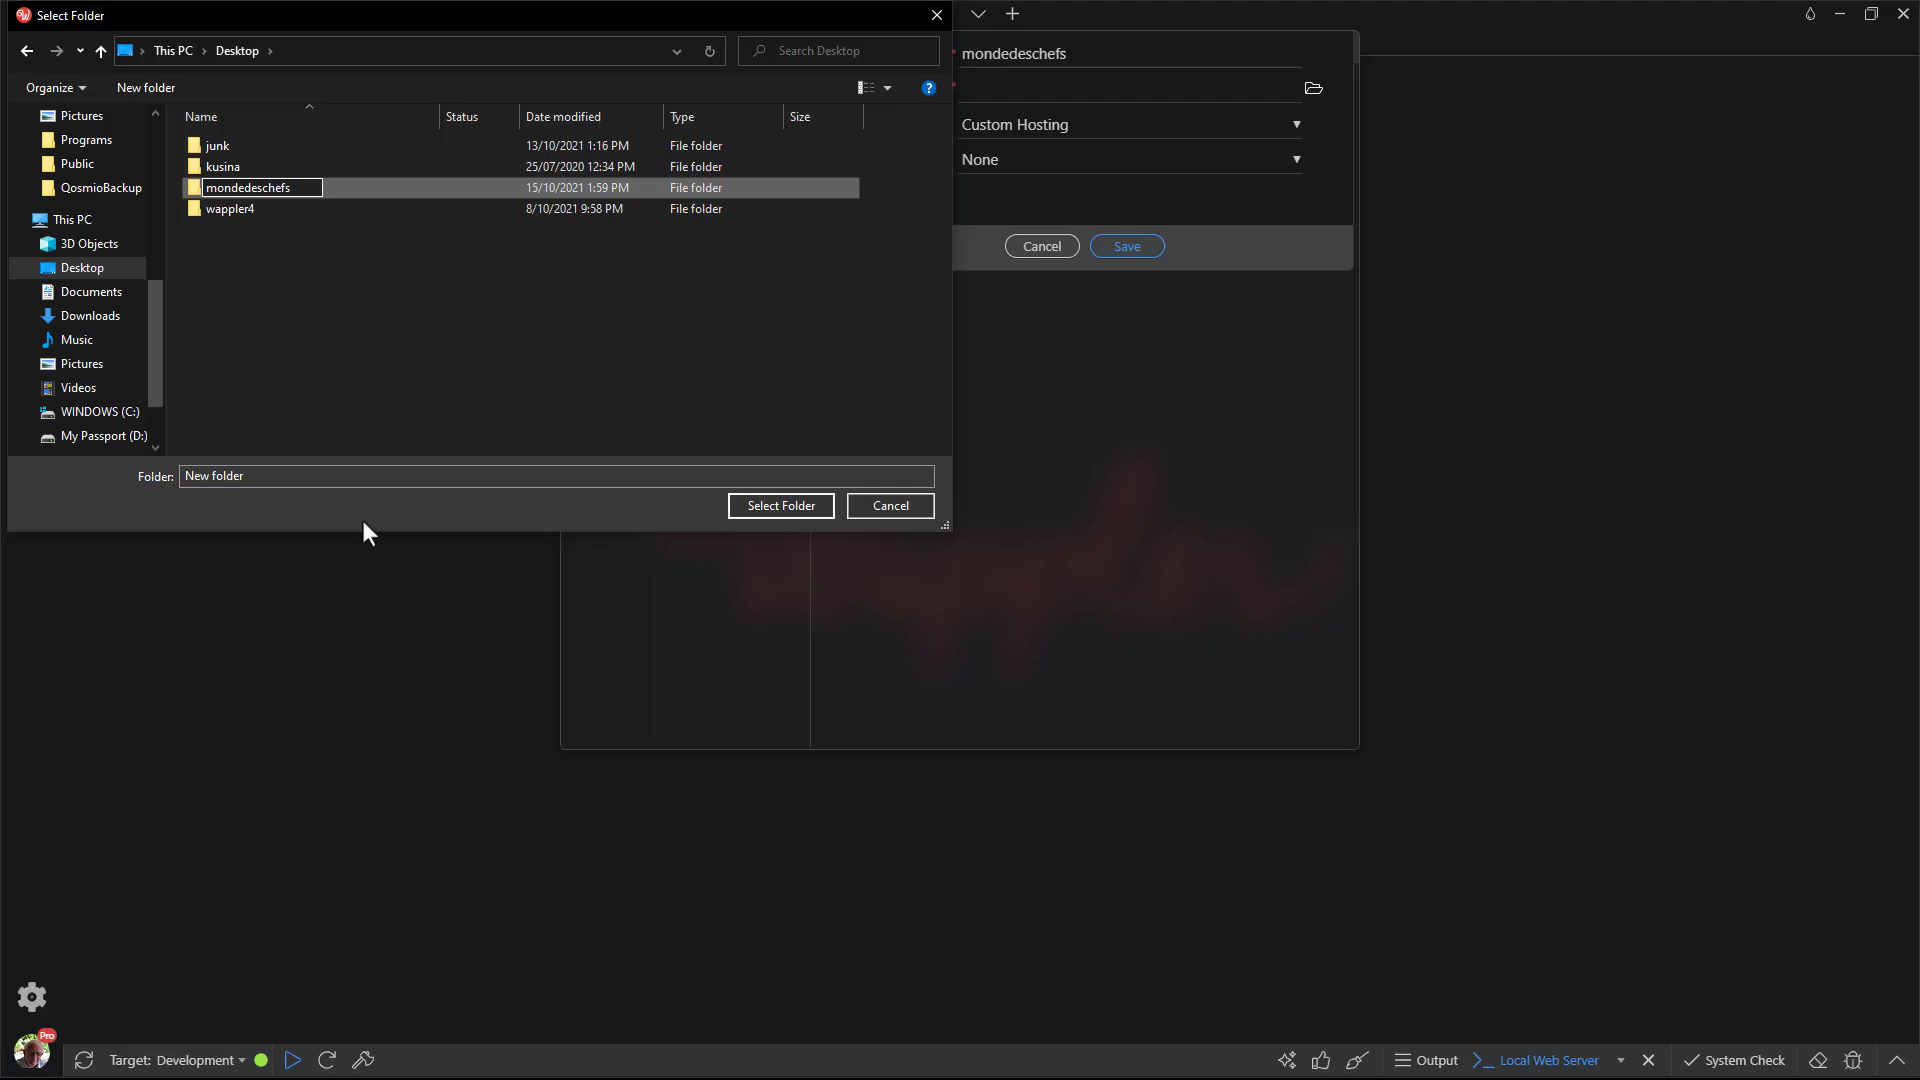 Select Folder
This PC
Desktop
Search Desktop
Organize
New folder
Name
Status
Date modified
Type
Size
Pictures
Programs
Public
QosmioBackup
This PC
3D Objects
Desktop
Documents
Downloads
Music
Pictures
Videos
WINDOWS (C:)
My Passport (D:)
junk 13/10/2021 1:16 PM File folder
kusina 25/07/2020 12:34 PM File folder
mondedeschefs 15/10/2021 1:59 PM File folder
wappler4 8/10/2021 9:58 PM File folder
Folder: New folder
Select Folder
Cancel
* mondedeschefs
*
Custom Hosting
None
Cancel
Save
Pro
Target: Development
Output
Local Web Server
System Check